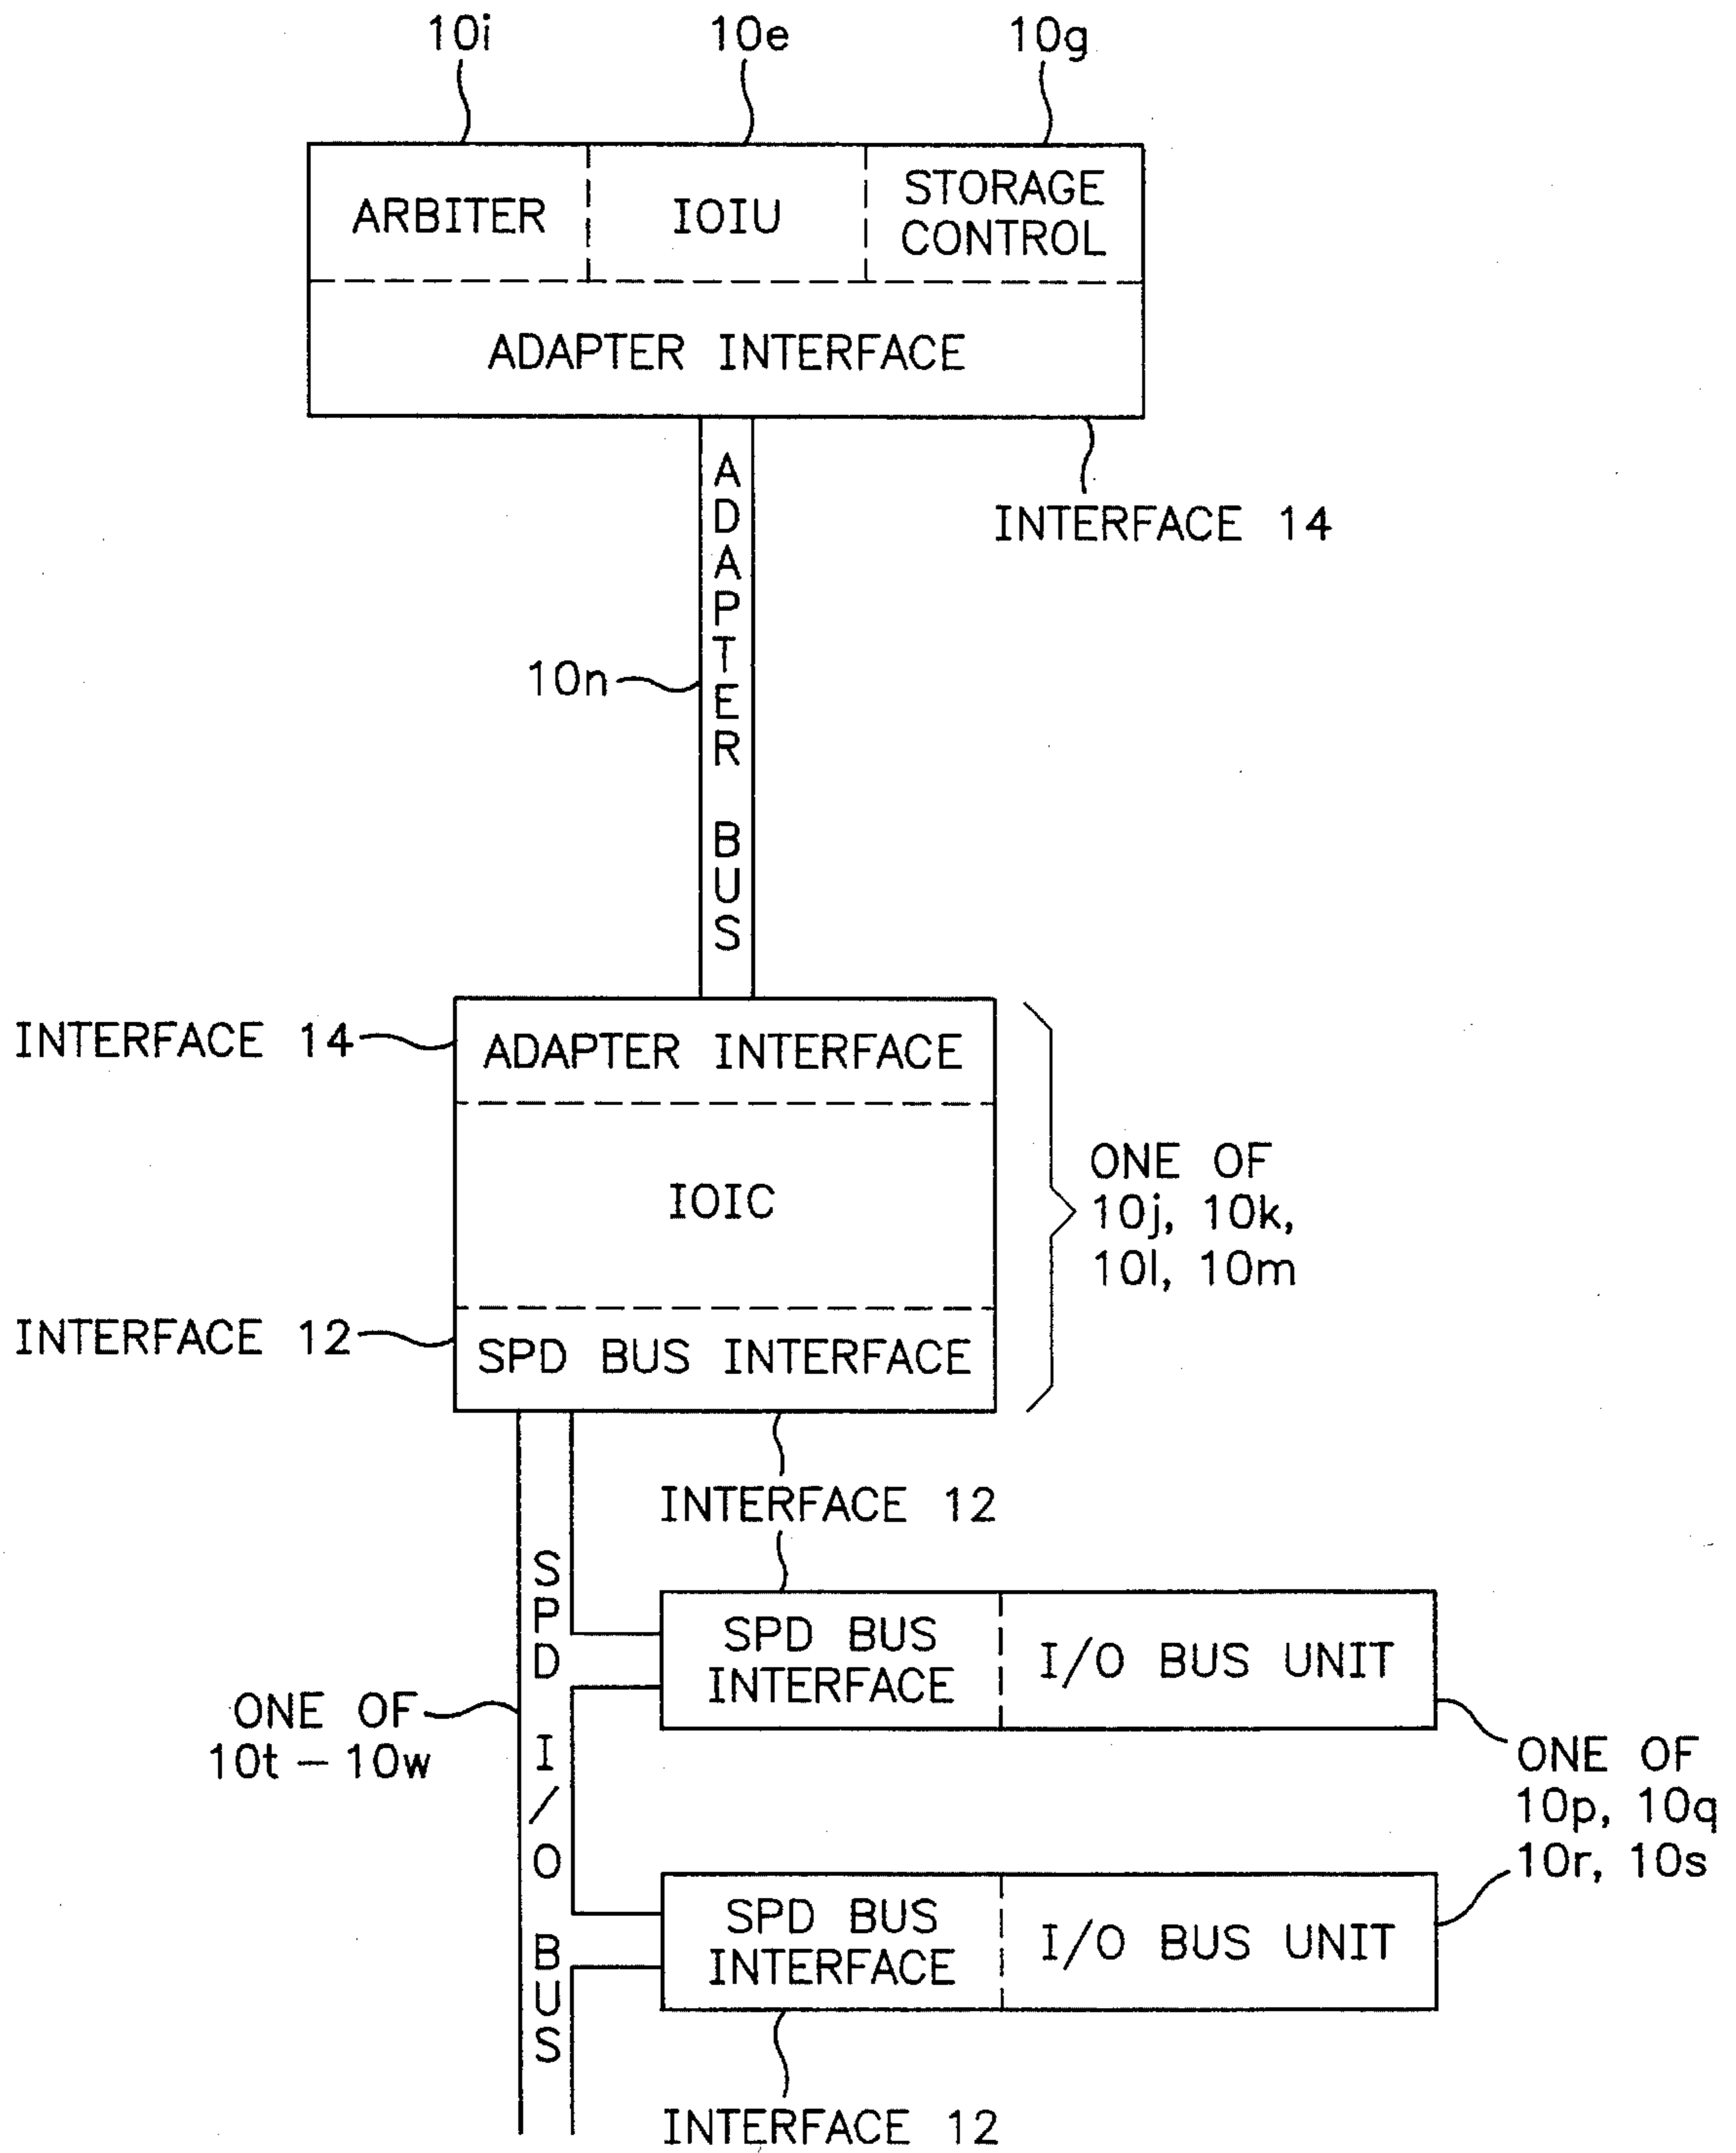 10i 10e 10g
ARBITER
IOIU
STORAGE
CONTROL
ADAPTER INTERFACE
INTERFACE 14
ADAPTER BUS
10n
INTERFACE 14
ADAPTER INTERFACE
IOIC
ONE OF
10j, 10k,
10l, 10m
INTERFACE 12
SPD BUS INTERFACE
INTERFACE 12
SPD I/O BUS
SPD BUS
INTERFACE
I/O BUS UNIT
ONE OF
10t – 10w
ONE OF
10p, 10q
10r, 10s
SPD BUS
INTERFACE
I/O BUS UNIT
INTERFACE 12